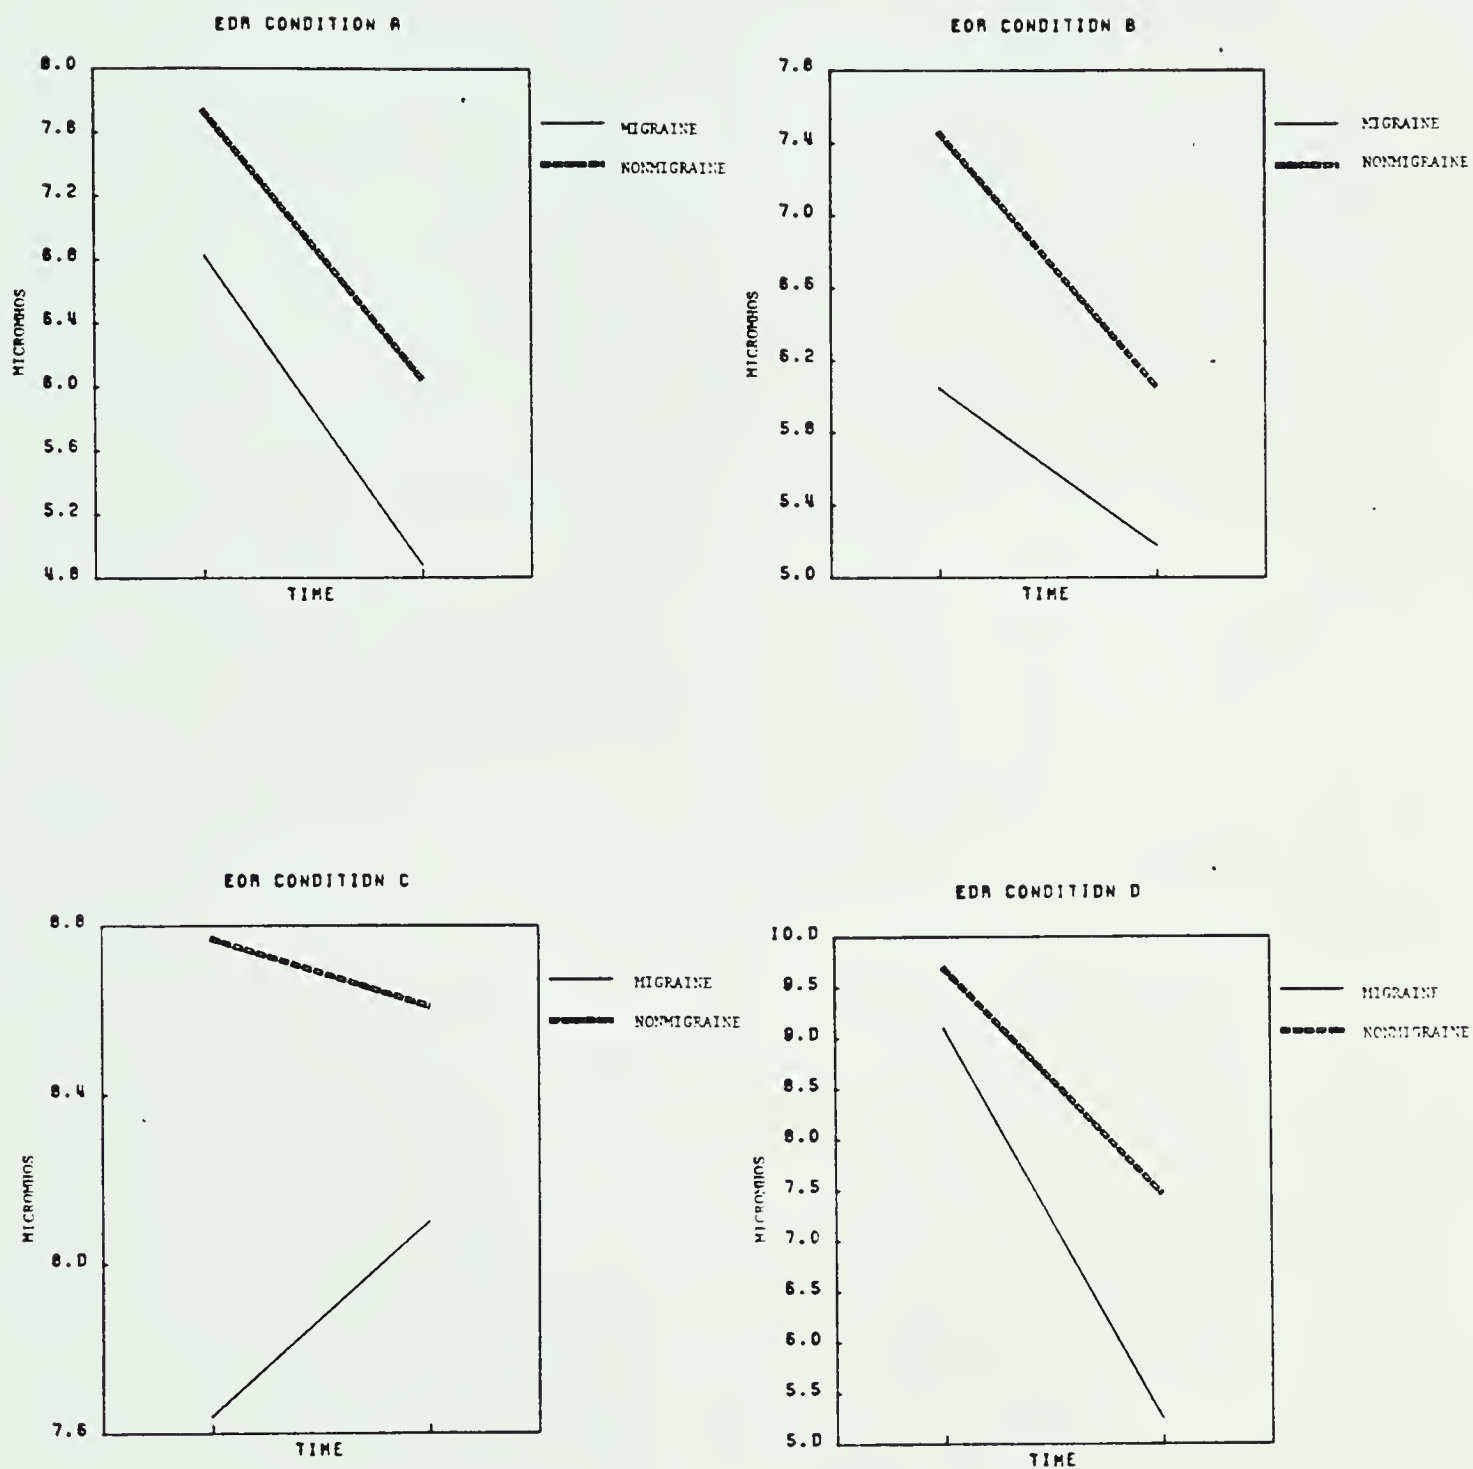 EDR CONDITION A
8.0
7.6
7.2
6.8
6.4
6.0
5.6
5.2
4.8
MICROMHOS
TIME
MIGRAINE
NONMIGRAINE
EDR CONDITION B
7.8
7.4
7.0
6.6
6.2
5.8
5.4
5.0
MICROMHOS
TIME
MIGRAINE
NONMIGRAINE
EDR CONDITION C
8.8
8.4
8.0
7.6
MICROMHOS
TIME
MIGRAINE
NONMIGRAINE
EDR CONDITION D
10.0
9.5
9.0
8.5
8.0
7.5
7.0
6.5
6.0
5.5
5.0
MICROMHOS
TIME
MIGRAINE
NONMIGRAINE